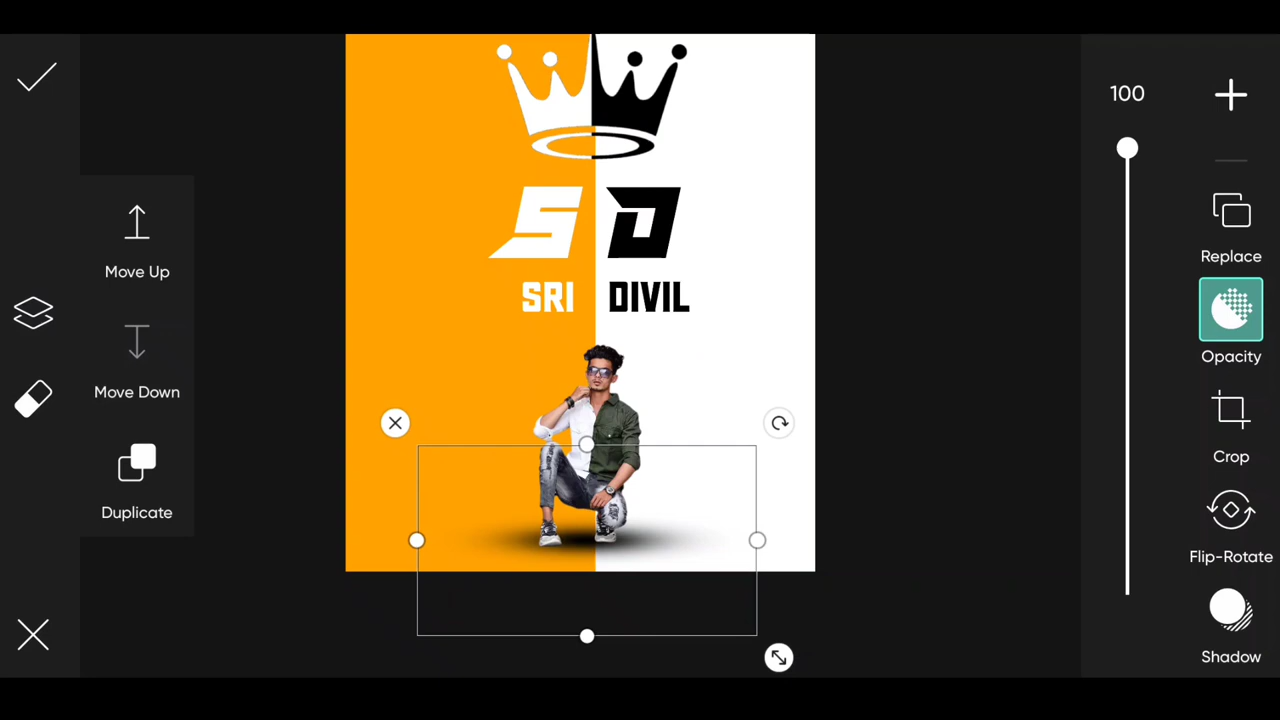 100
Move Up
Move Down
Duplicate
S D
SRI DIVIL
Replace
Opacity
Crop
Flip-Rotate
Shadow